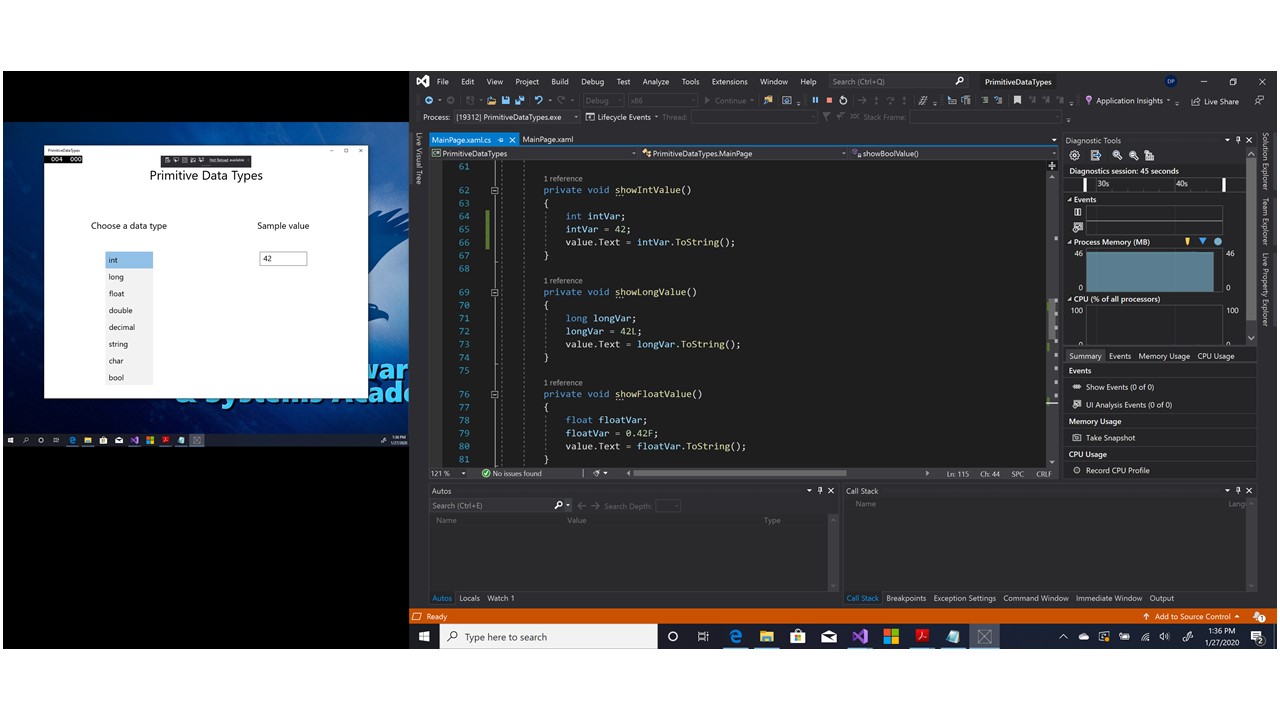 PrimitiveDataTypes
004 000
Hot Reload available
Primitive Data Types
Choose a data type
Sample value
int
42
long
float
double
decimal
string
char
bool
1:36 PM
1/27/2020
File Edit View Project Build Debug Test Analyze Tools Extensions Window Help Search (Ctrl+Q) PrimitiveDataTypes DP
Debug x86 Continue Application Insights Live Share
Process: [19312] PrimitiveDataTypes.exe Lifecycle Events Thread: Stack Frame:
Live Visual Tree
MainPage.xaml.cs MainPage.xaml
PrimitiveDataTypes PrimitiveDataTypes.MainPage showBoolValue()
61
1 reference
62 private void showIntValue()
63 {
64 int intVar;
65 intVar = 42;
66 value.Text = intVar.ToString();
67 }
68
1 reference
69 private void showLongValue()
70 {
71 long longVar;
72 longVar = 42L;
73 value.Text = longVar.ToString();
74 }
75
1 reference
76 private void showFloatValue()
77 {
78 float floatVar;
79 floatVar = 0.42F;
80 value.Text = floatVar.ToString();
81 }
121 % No issues found Ln: 115 Ch: 44 SPC CRLF
Diagnostic Tools
Diagnostics session: 45 seconds
30s 40s
Events
Process Memory (MB)
46 46
0 0
CPU (% of all processors)
100 100
0 0
Summary Events Memory Usage CPU Usage
Events
Show Events (0 of 0)
UI Analysis Events (0 of 0)
Memory Usage
Take Snapshot
CPU Usage
Record CPU Profile
Solution Explorer
Team Explorer
Live Property Explorer
Autos
Search (Ctrl+E) Search Depth:
Name Value Type
Autos Locals Watch 1
Call Stack
Name Lang
Call Stack Breakpoints Exception Settings Command Window Immediate Window Output
Ready Add to Source Control 1
Type here to search
1:36 PM
1/27/2020
2